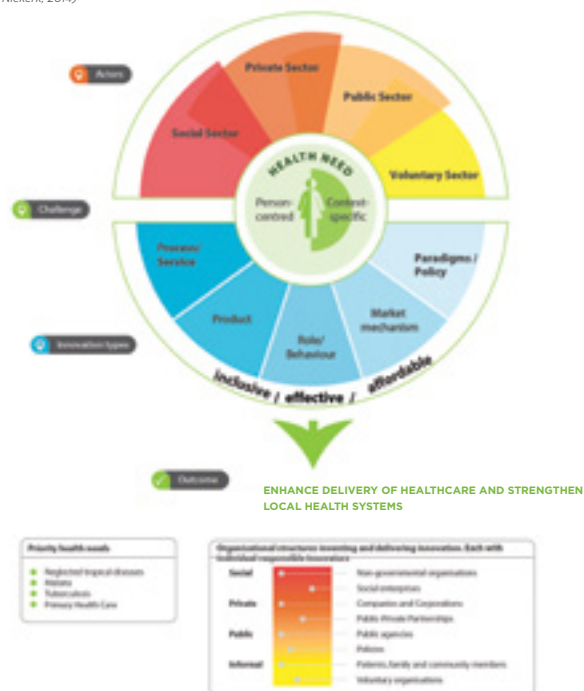 Niekerk, 2014)
Actors
Private Sector
Public Sector
Social Sector
Voluntary Sector
HEALTH NEED
Person-
centred
Context-
specific
Challenge
Process/
Service
Product
Role/
Behaviour
Market
mechanism
Paradigms /
Policy
Innovation types
inclusive / effective / affordable
Outcome
ENHANCE DELIVERY OF HEALTHCARE AND STRENGTHEN
LOCAL HEALTH SYSTEMS
Priority health needs
Neglected tropical diseases
Malaria
Tuberculosis
Primary Health Care
Organisational structures inventing and delivering innovation. Each with
individual responsible innovators
Social
Non-governmental organisations
Social enterprises
Private
Companies and Corporations
Public-Private Partnerships
Public
Public agencies
Policies
Informal
Patients, family and community members
Voluntary organisations